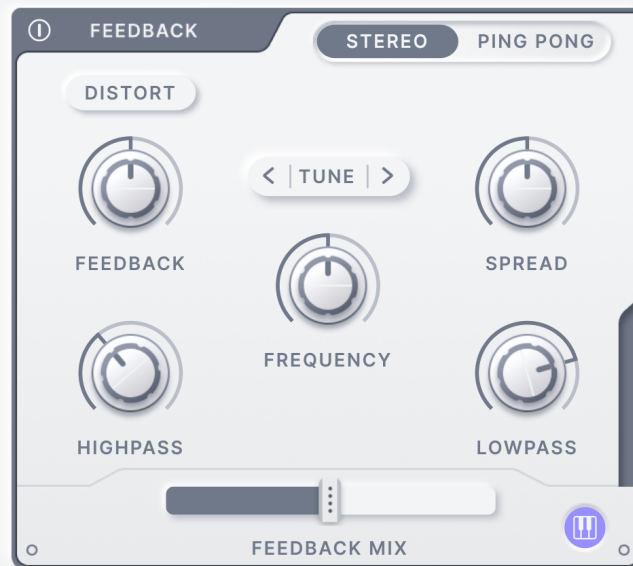 FEEDBACK
STEREO PING PONG
DISTORT
< | TUNE | >
FEEDBACK
SPREAD
FREQUENCY
HIGHPASS
LOWPASS
FEEDBACK MIX